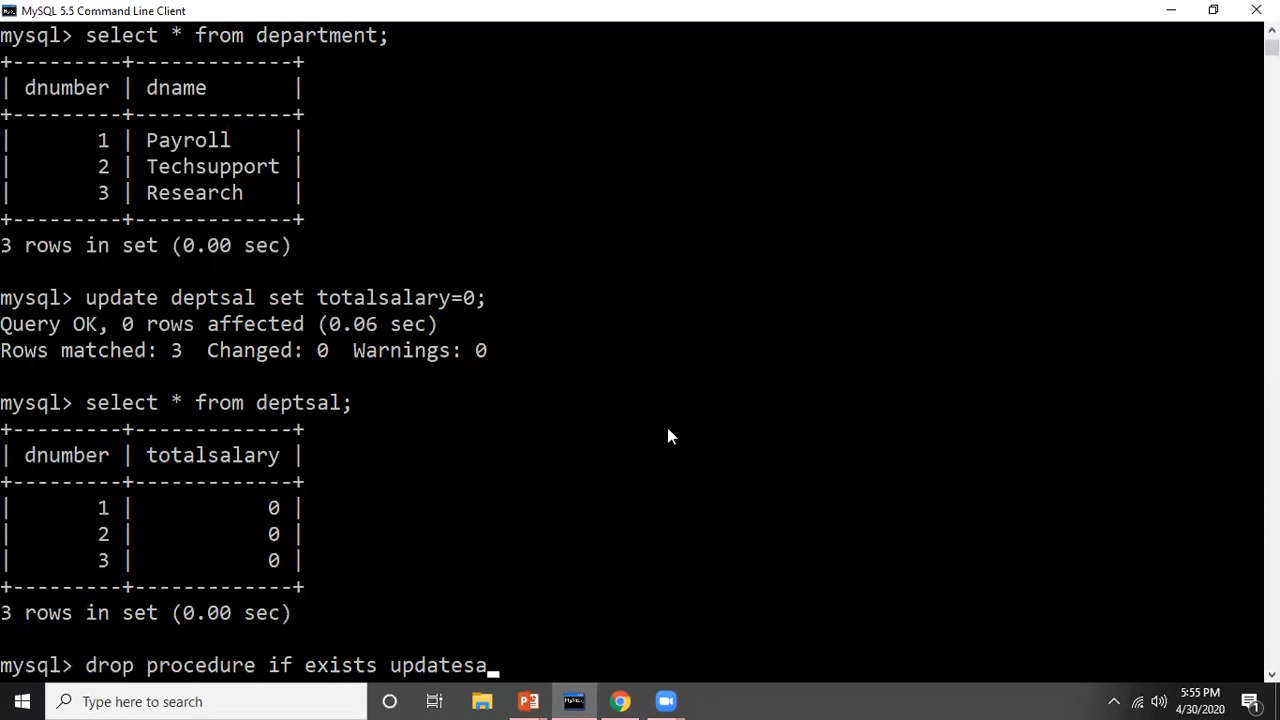 MySQL 5.5 Command Line Client
mysql> select * from department;
+---------+-------------+
| dnumber | dname       |
+---------+-------------+
|       1 | Payroll     |
|       2 | Techsupport |
|       3 | Research    |
+---------+-------------+
3 rows in set (0.00 sec)
mysql> update deptsal set totalsalary=0;
Query OK, 0 rows affected (0.06 sec)
Rows matched: 3  Changed: 0  Warnings: 0
mysql> select * from deptsal;
+---------+-------------+
| dnumber | totalsalary |
+---------+-------------+
|       1 |           0 |
|       2 |           0 |
|       3 |           0 |
+---------+-------------+
3 rows in set (0.00 sec)
mysql> drop procedure if exists updatesa_
Type here to search
5:55 PM
4/30/2020
1